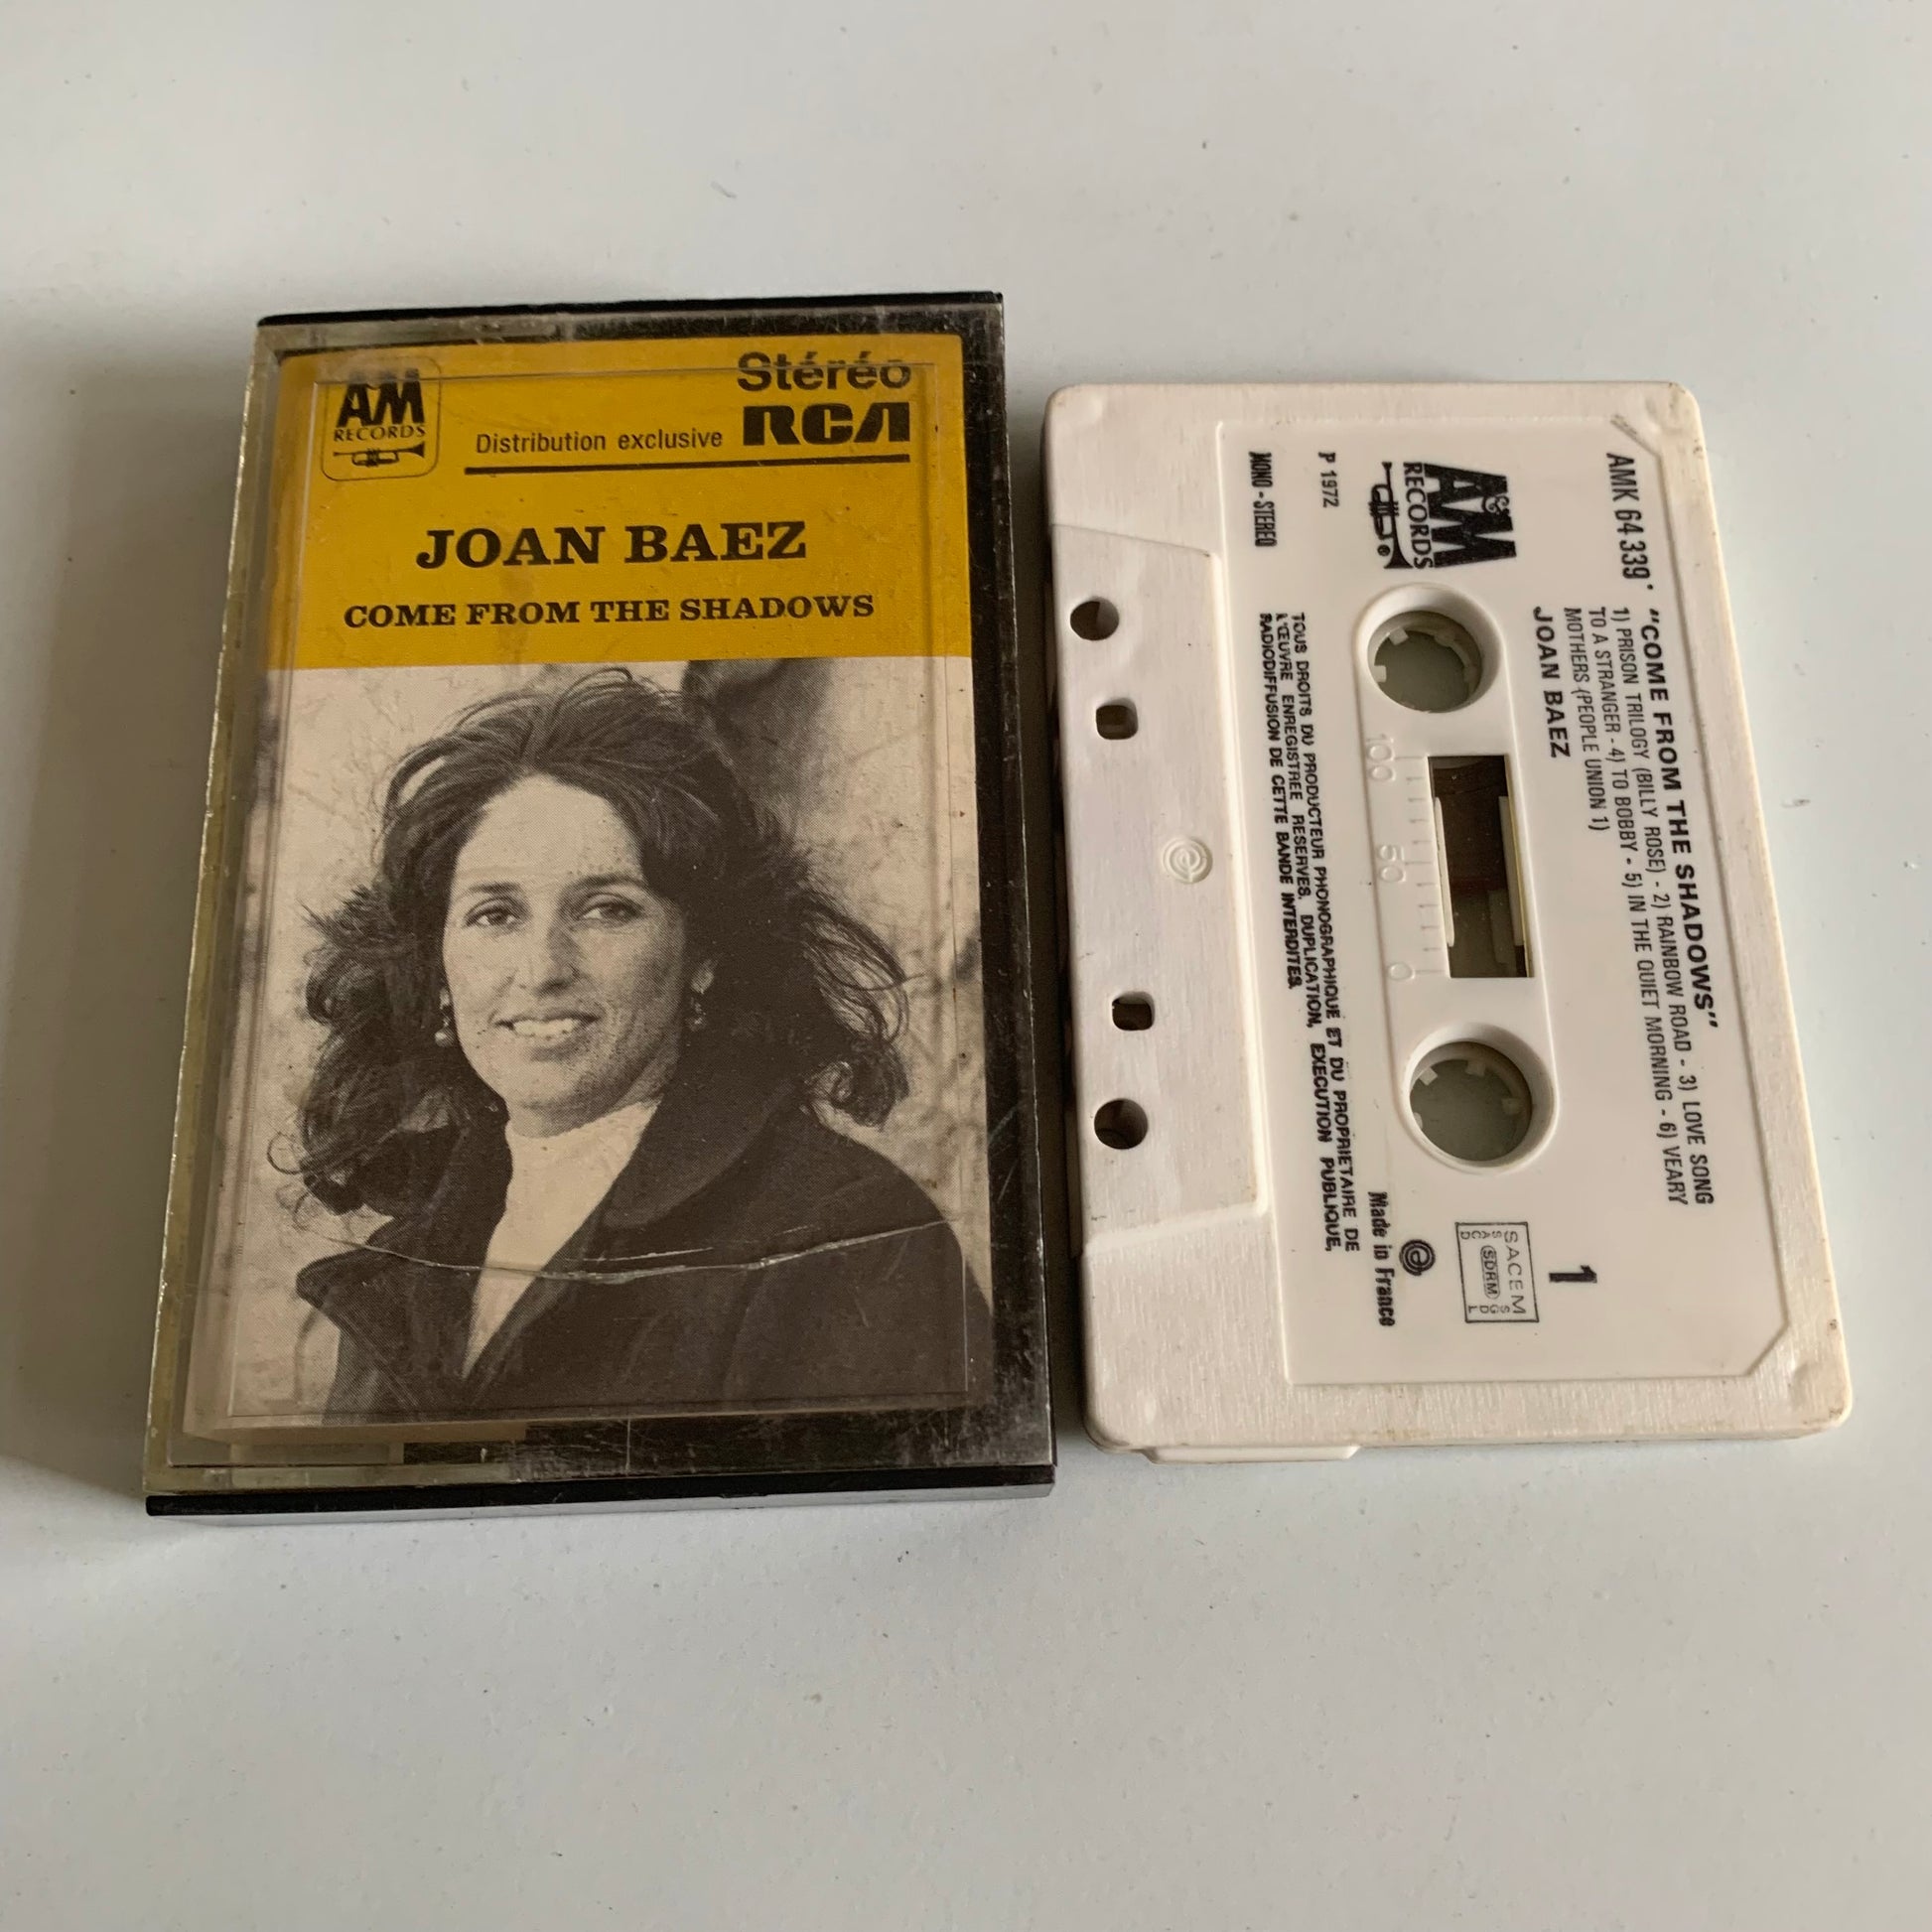 A&M
RECORDS
Stéréo
Distribution exclusive RCA
JOAN BAEZ
COME FROM THE SHADOWS
AMK 64 339 •
"COME FROM THE SHADOWS"
1) PRISON TRILOGY (BILLY ROSE) - 2) RAINBOW ROAD - 3) LOVE SONG
TO A STRANGER - 4) TO BOBBY - 5) IN THE QUIET MORNING - 6) VEARY
MOTHERS (PEOPLE UNION 1)
JOAN BAEZ
A&M
RECORDS®
1
SACEM
SDRM
100 50 0
P 1972
MONO - STEREO
Made in France
TOUS DROITS DU PRODUCTEUR PHONOGRAPHIQUE ET DU PROPRIETAIRE DE
L'ŒUVRE ENREGISTREE RESERVES. DUPLICATION, EXECUTION PUBLIQUE,
RADIODIFFUSION DE CETTE BANDE INTERDITES.